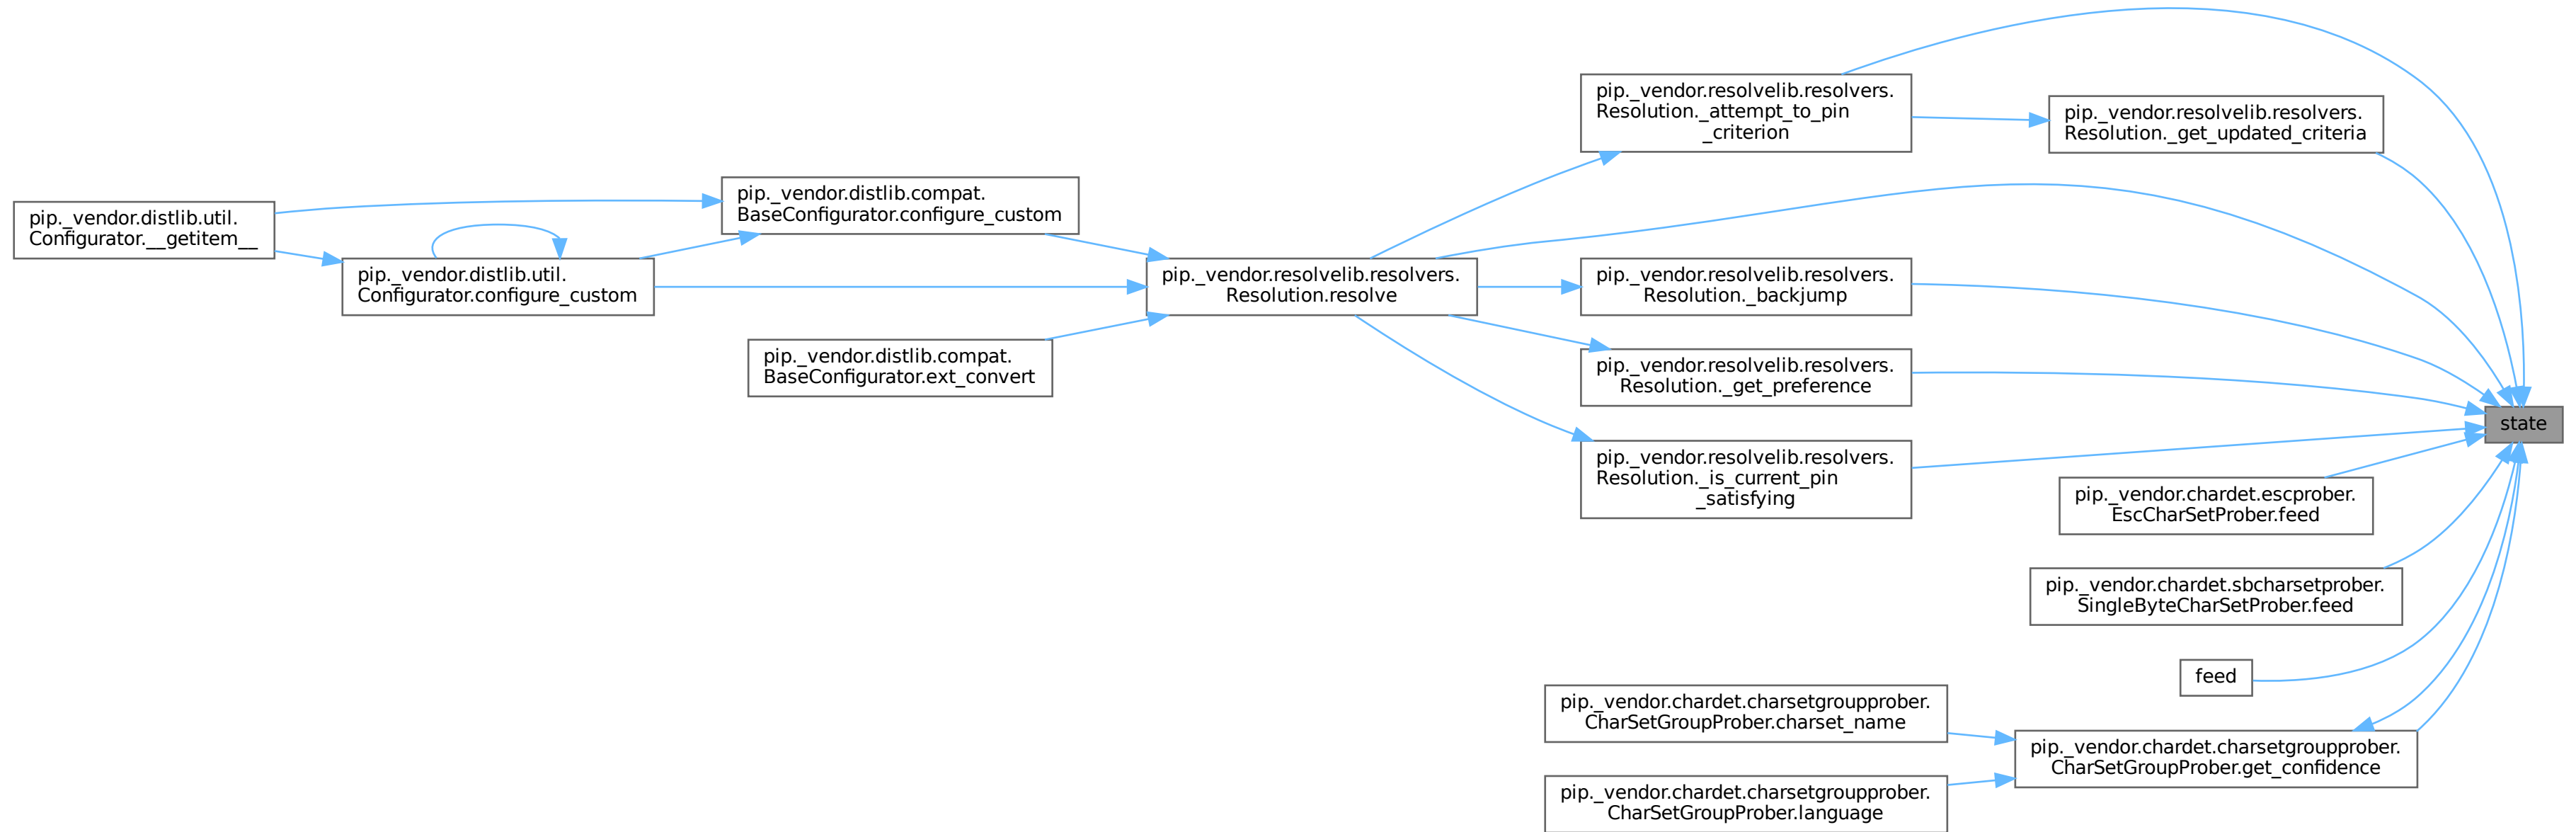 pip._vendor.distlib.util.
Configurator.__getitem__
pip._vendor.distlib.compat.
BaseConfigurator.configure_custom
pip._vendor.distlib.util.
Configurator.configure_custom
pip._vendor.distlib.compat.
BaseConfigurator.ext_convert
pip._vendor.resolvelib.resolvers.
Resolution.resolve
pip._vendor.resolvelib.resolvers.
Resolution._attempt_to_pin
_criterion
pip._vendor.resolvelib.resolvers.
Resolution._get_updated_criteria
pip._vendor.resolvelib.resolvers.
Resolution._backjump
pip._vendor.resolvelib.resolvers.
Resolution._get_preference
pip._vendor.resolvelib.resolvers.
Resolution._is_current_pin
_satisfying
state
pip._vendor.chardet.escprober.
EscCharSetProber.feed
pip._vendor.chardet.sbcharsetprober.
SingleByteCharSetProber.feed
feed
pip._vendor.chardet.charsetgroupprober.
CharSetGroupProber.charset_name
pip._vendor.chardet.charsetgroupprober.
CharSetGroupProber.get_confidence
pip._vendor.chardet.charsetgroupprober.
CharSetGroupProber.language